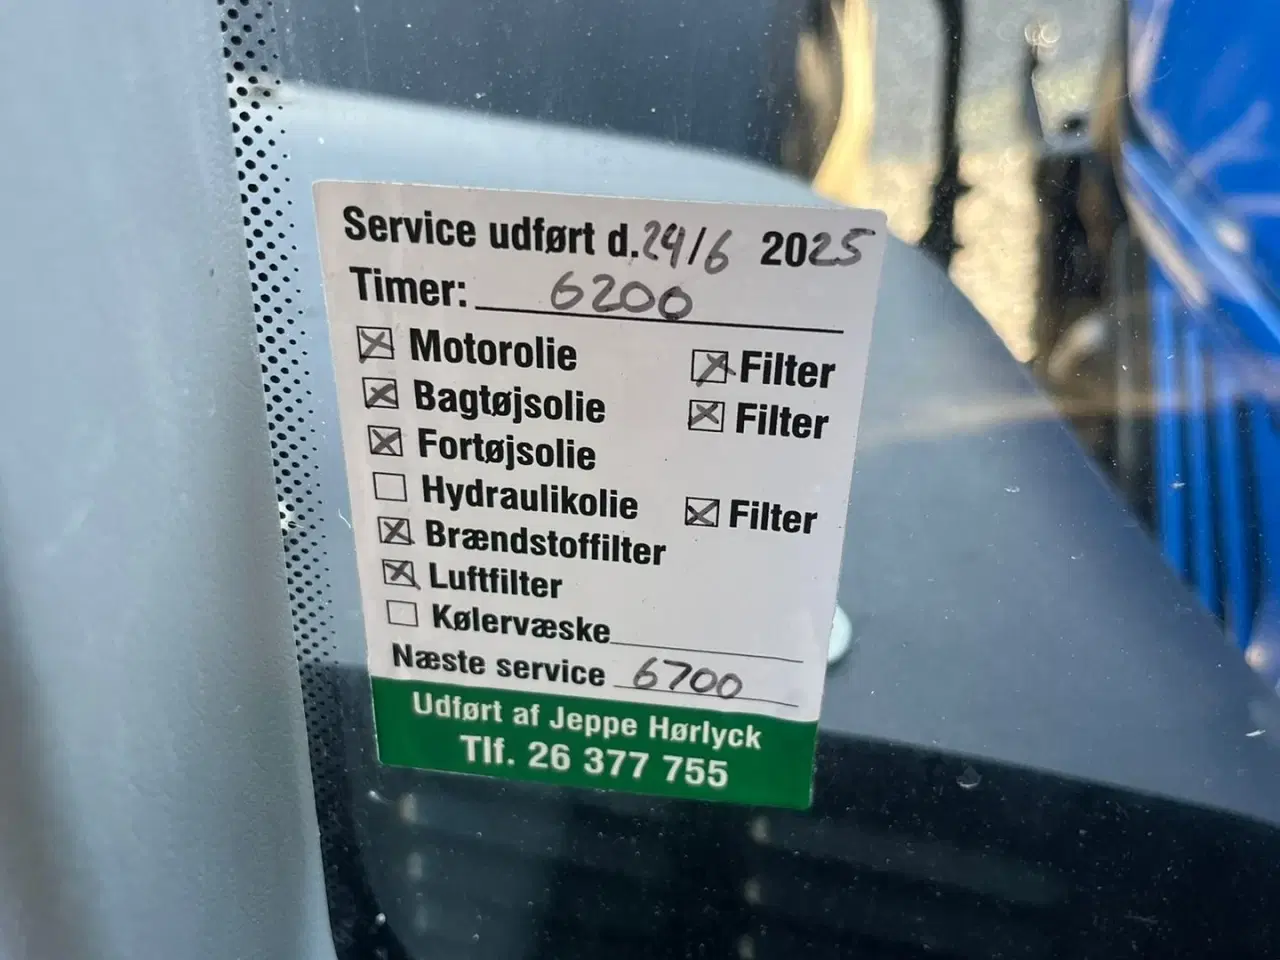 Service udført d. 24/6 2025
Timer: 6200
Motorolie Filter
Bagtøjsolie Filter
Fortøjsolie
Hydraulikolie Filter
Brændstoffilter
Luftfilter
Kølervæske
Næste service 6700
Udført af Jeppe Hørlyck
Tlf. 26 377 755